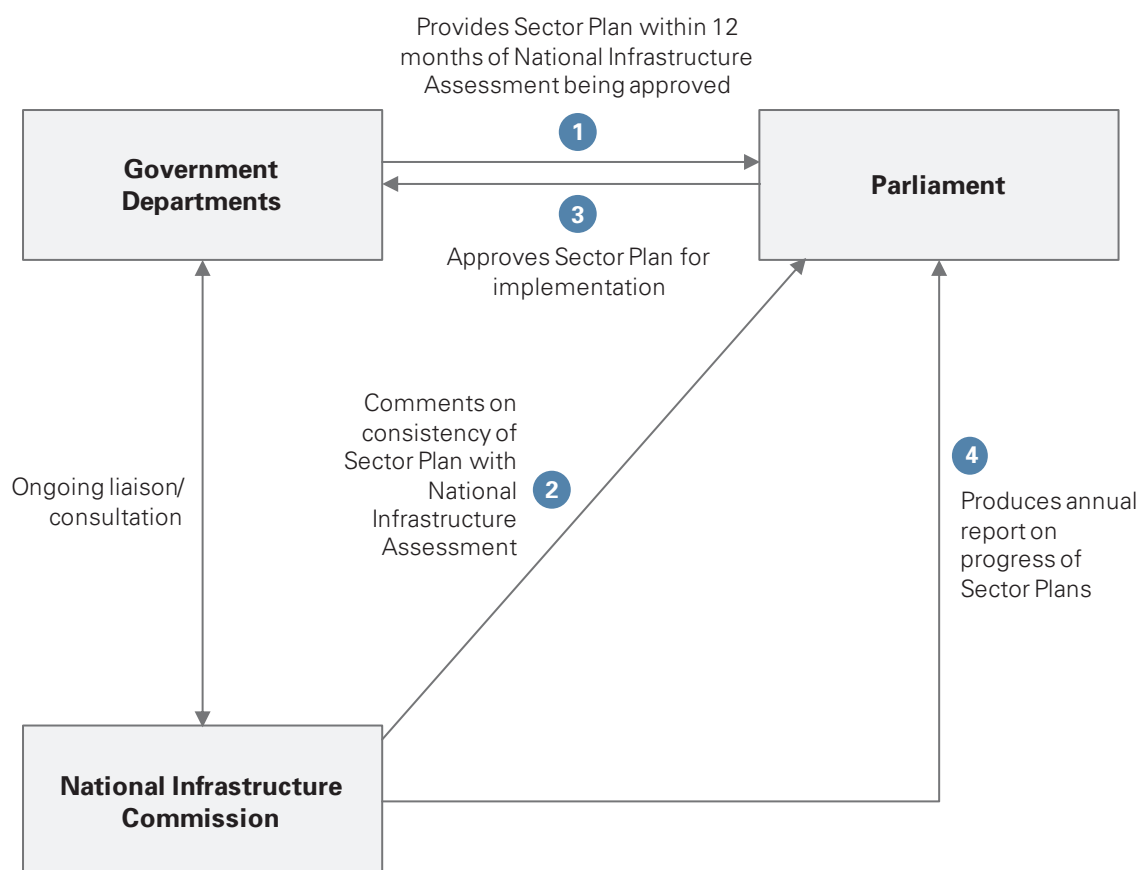 Provides Sector Plan within 12
months of National Infrastructure
Assessment being approved
1
Government
Departments
Parliament
3
Approves Sector Plan for
implementation
Comments on
consistency of
Sector Plan with
National
Infrastructure
Assessment
2
4
Produces annual
report on
progress of
Sector Plans
Ongoing liaison/
consultation
National Infrastructure
Commission